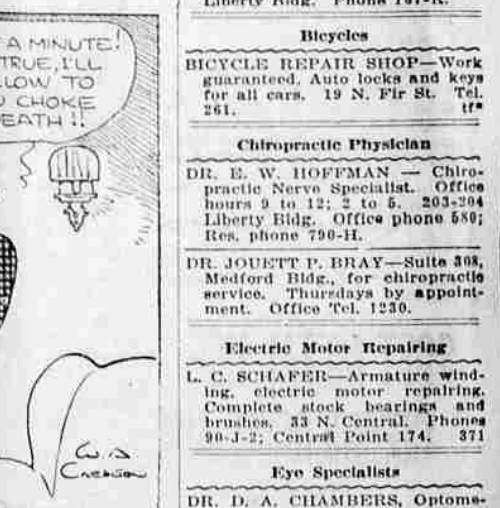 A MINUTE!
TRUE, I'LL
LOW TO
CHOKE
EATH!!
W.A
Liberty Bldg. Phone 767-R.
Bicycles
BICYCLE REPAIR SHOP—Work
guaranteed. Auto locks and keys
for all cars. 19 N. Fir St. Tel.
261. tf*
Chiropractic Physician
DR. E. W. HOFFMAN — Chiro-
practic Nerve Specialist. Office
hours 9 to 12; 2 to 5. 203-204
Liberty Bldg. Office phone 580;
Res. phone 790-H.
DR. JOUETT P. BRAY—Suite 308,
Medford Bldg., for chiropractic
service. Thursdays by appoint-
ment. Office Tel. 1230.
Electric Motor Repairing
L. C. SCHAFER—Armature wind-
ing, electric motor repairing.
Complete stock bearings and
brushes. 33 N. Central. Phones
90-J-2; Central Point 174. 371
Eye Specialists
DR. D. A. CHAMBERS, Optome-